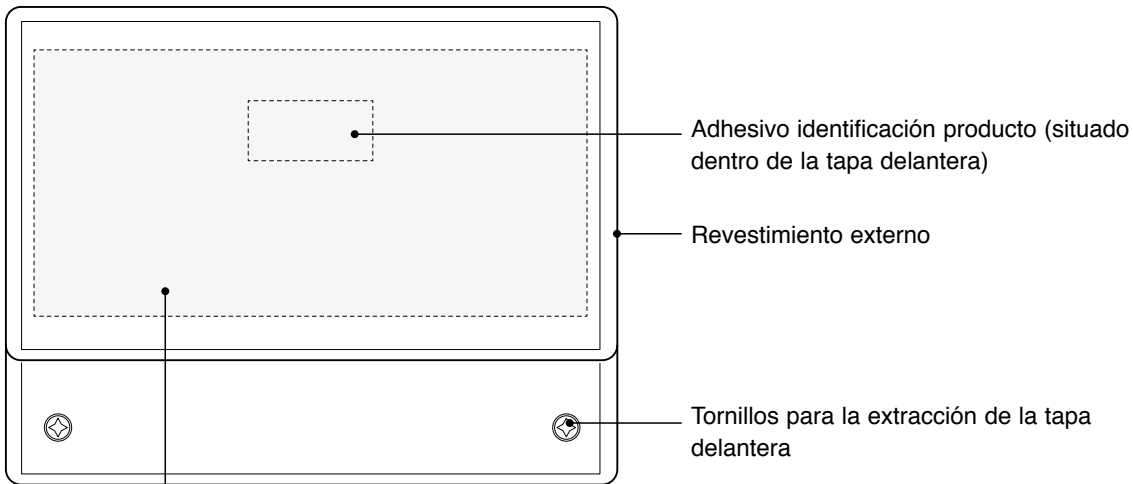 Adhesivo identificación producto (situado
dentro de la tapa delantera)
Revestimiento externo
Tornillos para la extracción de la tapa
delantera